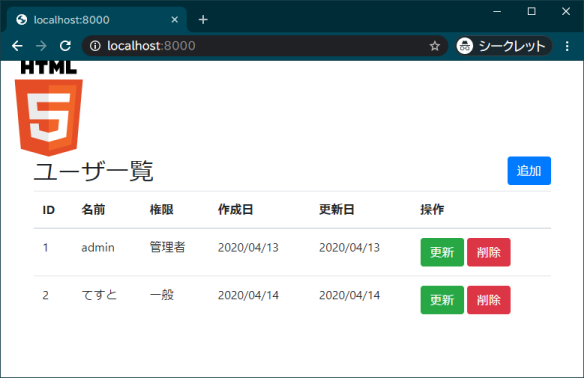 localhost:8000
localhost:8000
シークレット
HTML
5
ユーザ一覧
追加
ID 名前 権限 作成日 更新日 操作
1 admin 管理者 2020/04/13 2020/04/13 更新 削除
2 てすと 一般 2020/04/14 2020/04/14 更新 削除